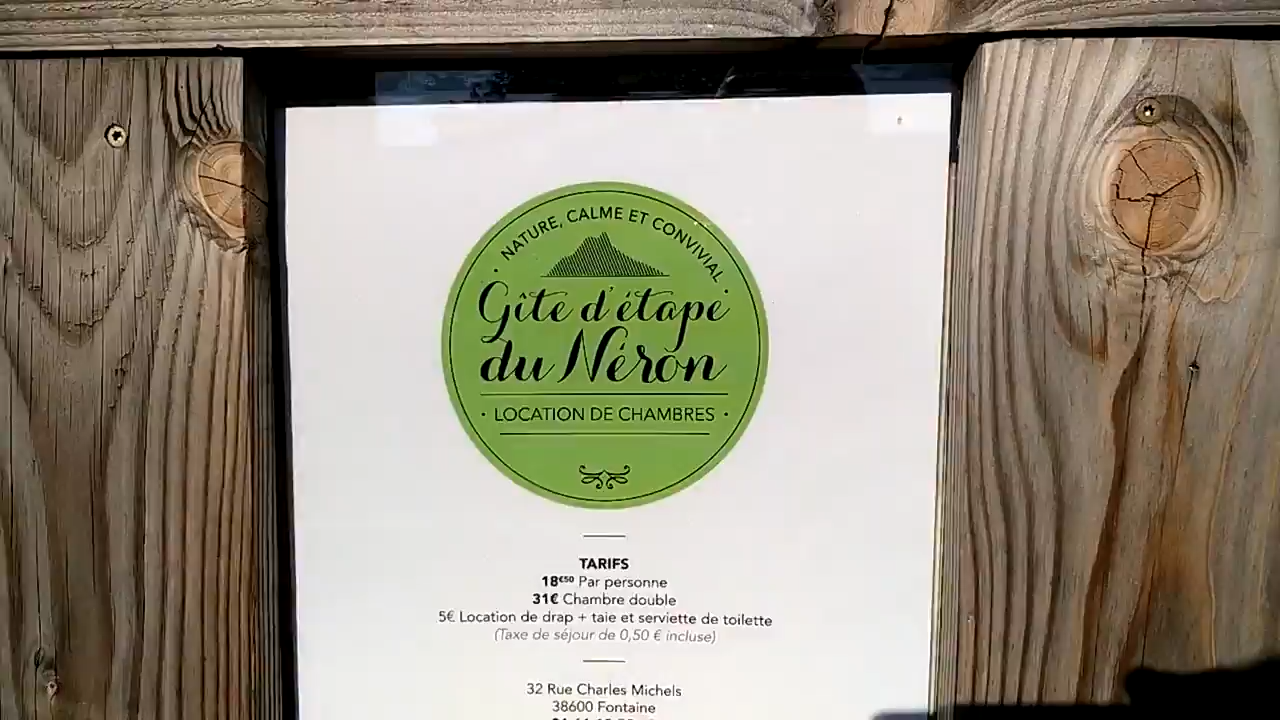 · NATURE, CALME ET CONVIVIAL ·
Gîte d'étape
du Néron
· LOCATION DE CHAMBRES ·
TARIFS
18€50 Par personne
31€ Chambre double
5€ Location de drap + taie et serviette de toilette
(Taxe de séjour de 0,50 € incluse)
32 Rue Charles Michels
38600 Fontaine